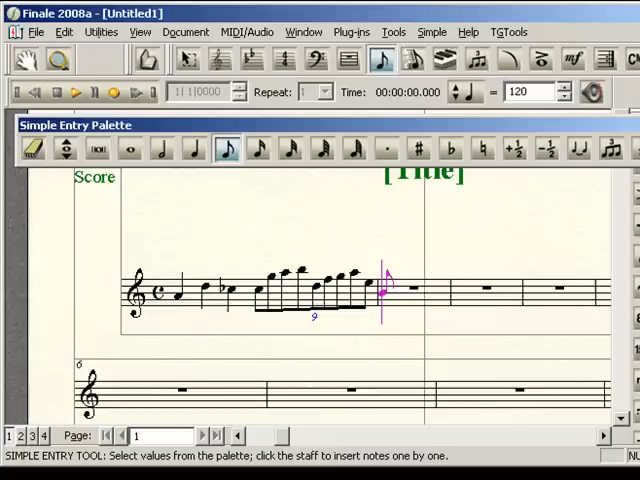 Finale 2008a - [Untitled1]
File Edit Utilities View Document MIDI/Audio Window Plug-ins Tools Simple Help TGTools
1| 1|0000 Repeat: 1 Time: 00:00:00.000 = 120
Simple Entry Palette
[Title]
Score
9
6
1 2 3 4 Page: 1
SIMPLE ENTRY TOOL: Select values from the palette; click the staff to insert notes one by one.